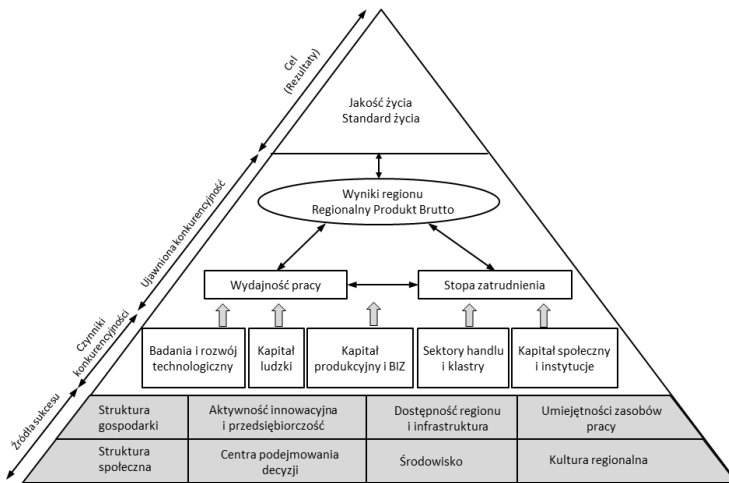 Cel
(Rezultaty)
Jakość życia
Standard życia
Ujawniona konkurencyjność
Wyniki regionu
Regionalny Produkt Brutto
Wydajność pracy
Stopa zatrudnienia
Czynniki
konkurencyjności
Badania i rozwój
technologiczny
Kapitał
ludzki
Kapitał
produkcyjny i BIZ
Sektory handlu
i klastry
Kapitał społeczny
i instytucje
Źródła sukcesu
Struktura
gospodarki
Aktywność innowacyjna
i przedsiębiorczość
Dostępność regionu
i infrastruktura
Umiejętności zasobów
pracy
Struktura
społeczna
Centra podejmowania
decyzji
Środowisko
Kultura regionalna